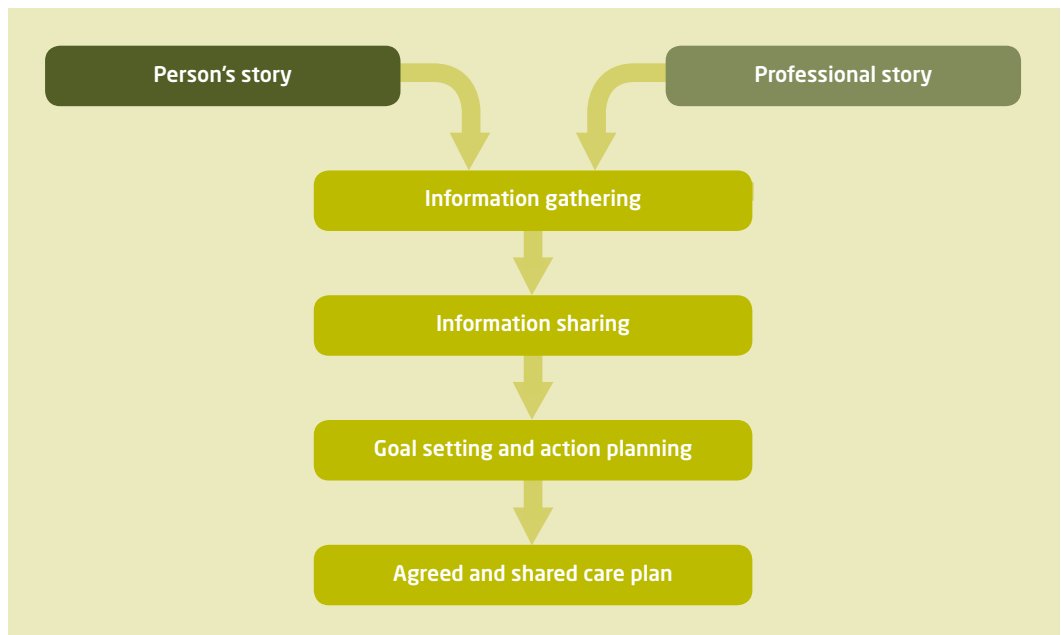 Person's story
Professional story
Information gathering
Information sharing
Goal setting and action planning
Agreed and shared care plan